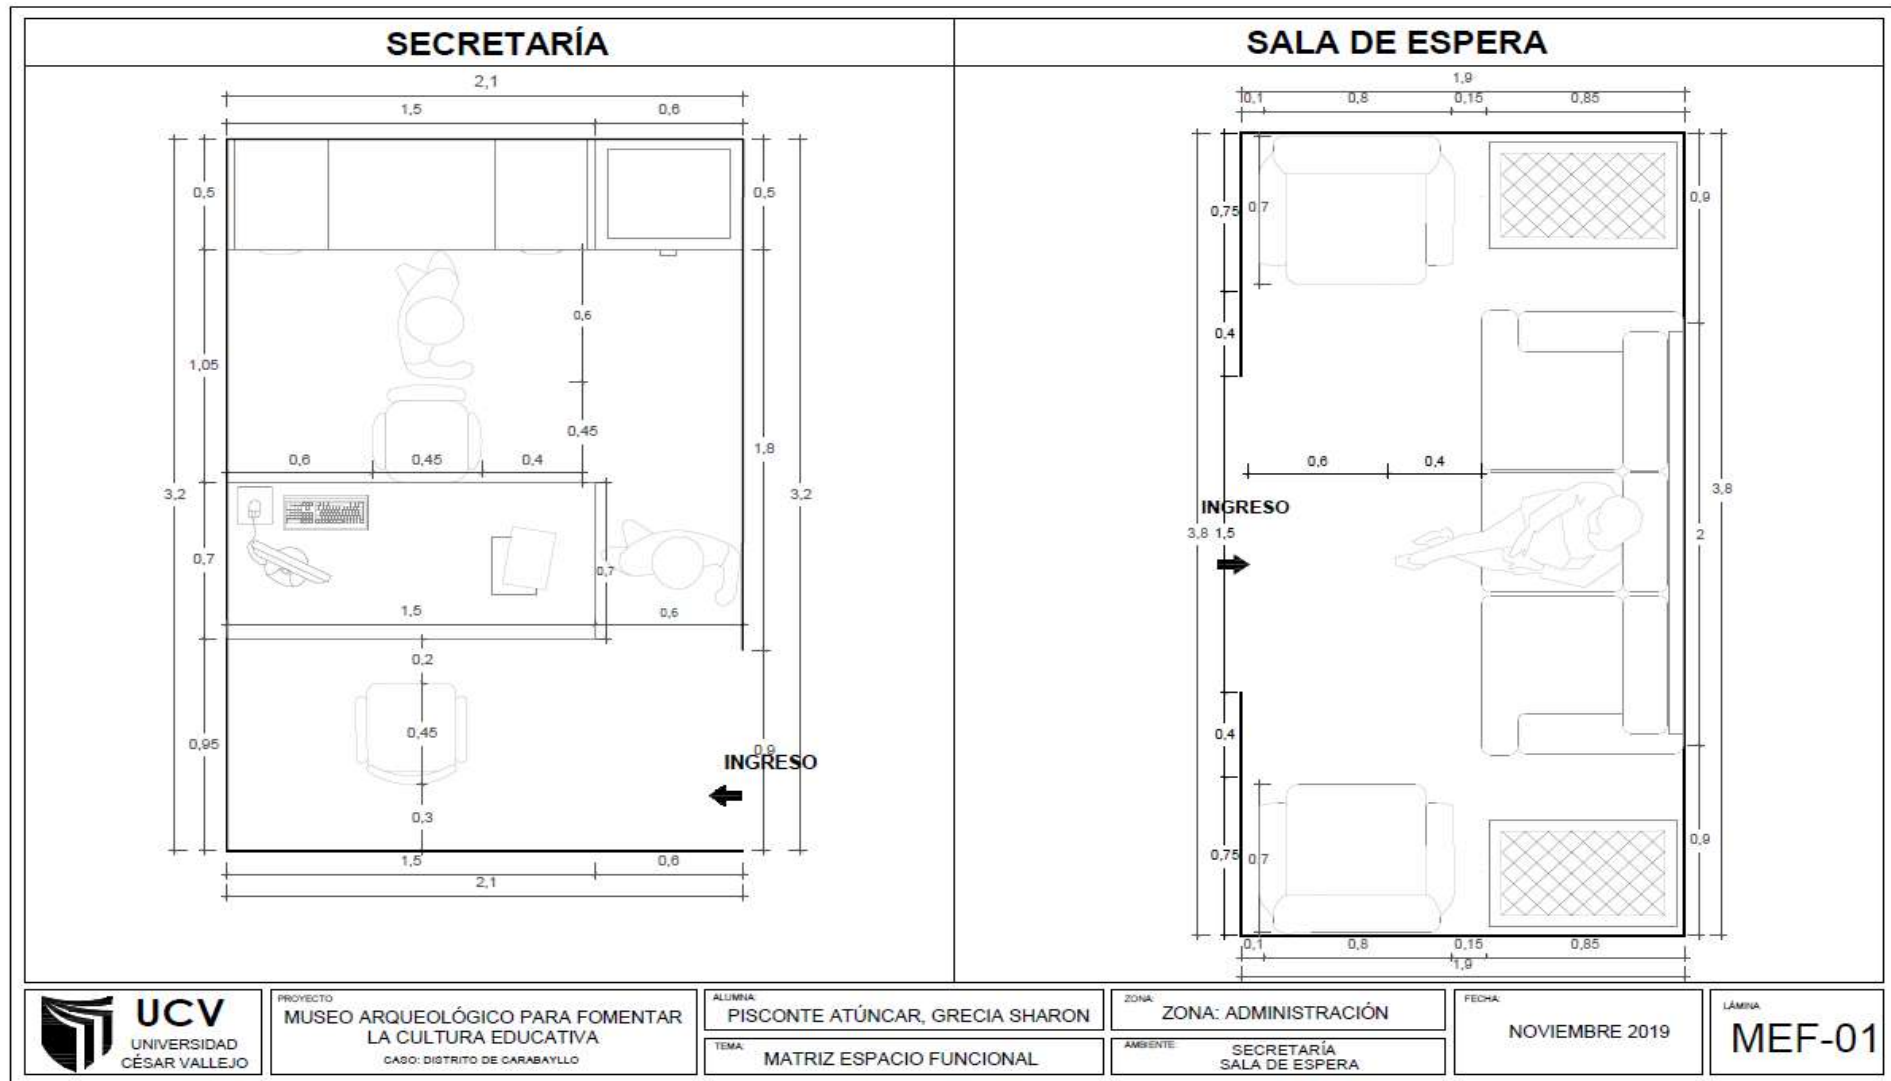 SECRETARÍA
2,1
1,5
0,6
0,5
0,5
0,6
1,05
0,45
1,8
0,6
0,45
0,4
3,2
3,2
0,7
0,7
1,5
0,6
0,2
0,45
0,95
0,9
INGRESO
0,3
1,5
0,6
2,1
SALA DE ESPERA
1,9
0,1
0,8
0,15
0,85
0,75
0,7
0,9
0,4
0,6
0,4
3,8
INGRESO
3,8
1,5
2
0,4
0,75
0,7
0,9
0,1
0,8
0,15
0,85
1,9
UCV
UNIVERSIDAD
CÉSAR VALLEJO
PROYECTO
MUSEO ARQUEOLÓGICO PARA FOMENTAR
LA CULTURA EDUCATIVA
CASO: DISTRITO DE CARABAYLLO
ALUMNA:
PISCONTE ATÚNCAR, GRECIA SHARON
TEMA:
MATRIZ ESPACIO FUNCIONAL
ZONA:
ZONA: ADMINISTRACIÓN
AMBIENTE:
SECRETARÍA
SALA DE ESPERA
FECHA:
NOVIEMBRE 2019
LÁMINA:
MEF-01